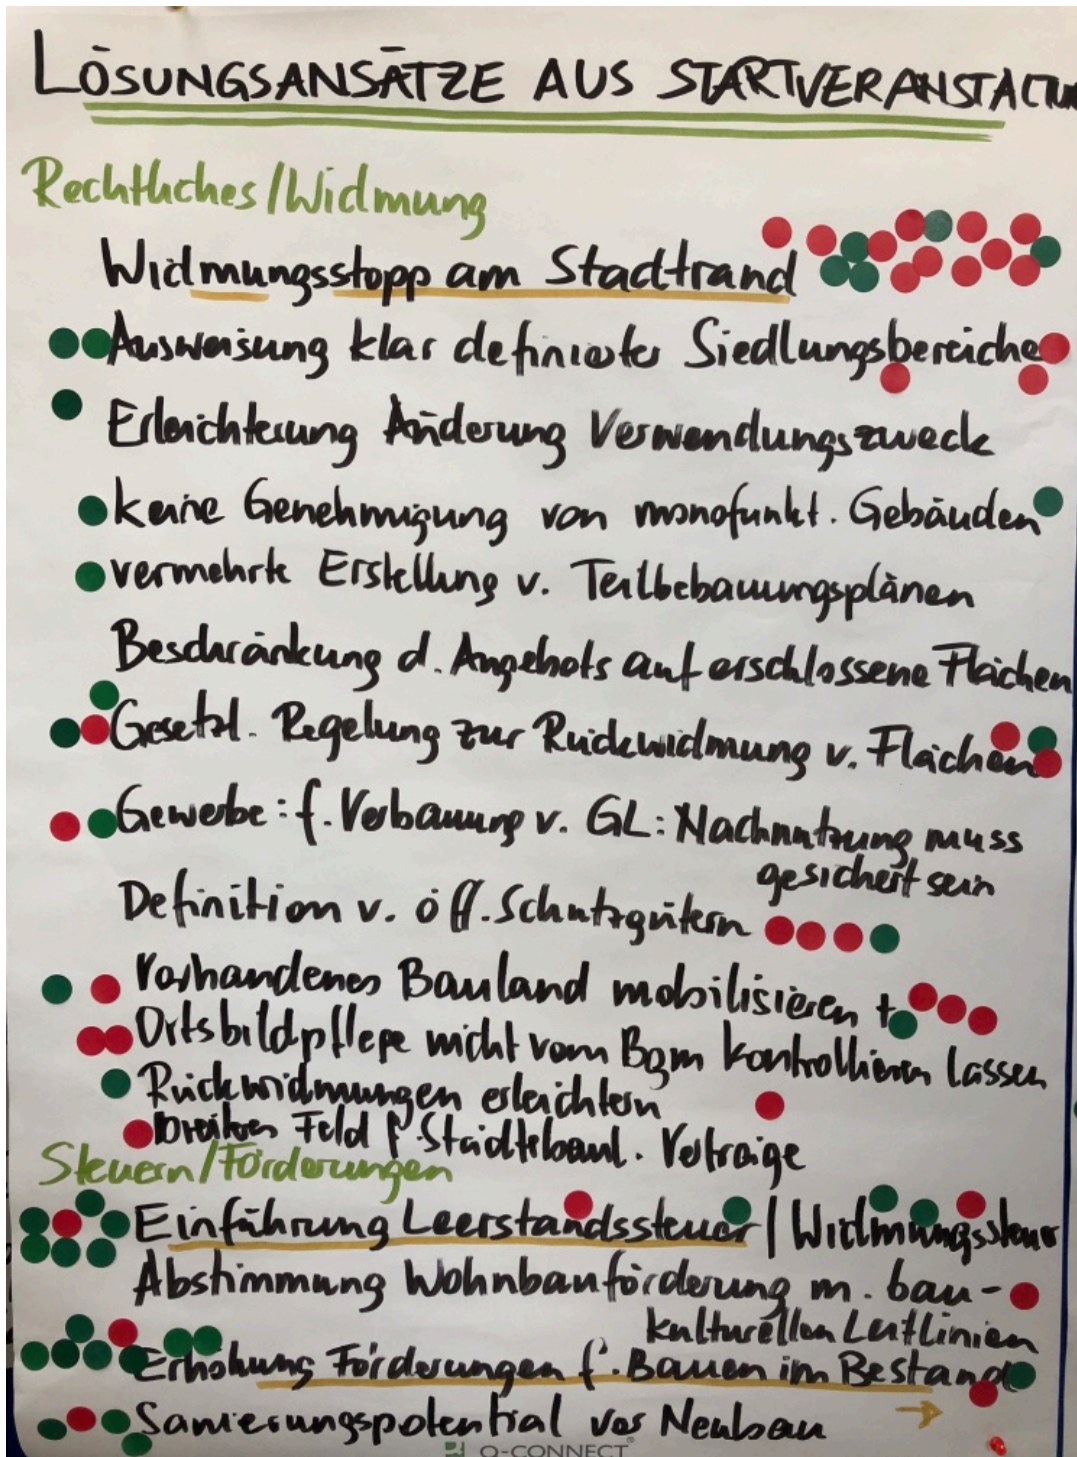 LÖSUNGSANSÄTZE AUS STARTVERANSTALTUN
Rechtliches/Widmung
Widmungsstopp am Stadtrand
Ausweisung klar definierter Siedlungsbereiche
Erleichterung Änderung Verwendungszweck
keine Genehmigung von monofunkt. Gebäuden
vermehrte Erstellung v. Teilbebauungsplänen
Beschränkung d. Angebots auf erschlossene Flächen
Gesetzl. Regelung zur Rückwidmung v. Flächen
Gewerbe: f. Verbauung v. GL: Nachnutzung muss
gesichert sein
Definition v. öff. Schutzgütern
Vorhandenes Bauland mobilisieren +
Ortsbildpflege nicht vom Bgm kontrollieren lassen
Rückwidmungen erleichtern
breites Feld f. Städtebaul. Verträge
Steuern/Förderungen
Einführung Leerstandssteuer / Widmungssteuer
Abstimmung Wohnbauförderung m. bau-
kulturellen Leitlinien
Erhöhung Förderungen f. Bauen im Bestand
→
Sanierungspotential vor Neubau
Q-CONNECT®